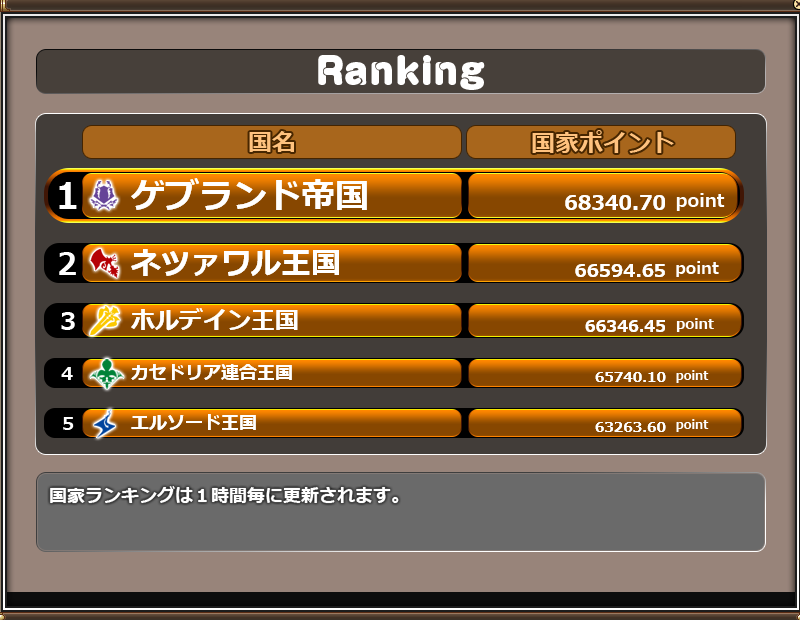 Ranking
国名 国家ポイント
1 ゲブランド帝国 68340.70 point
2 ネツァワル王国 66594.65 point
3 ホルデイン王国 66346.45 point
4 カセドリア連合王国 65740.10 point
5 エルソード王国 63263.60 point
国家ランキングは１時間毎に更新されます。